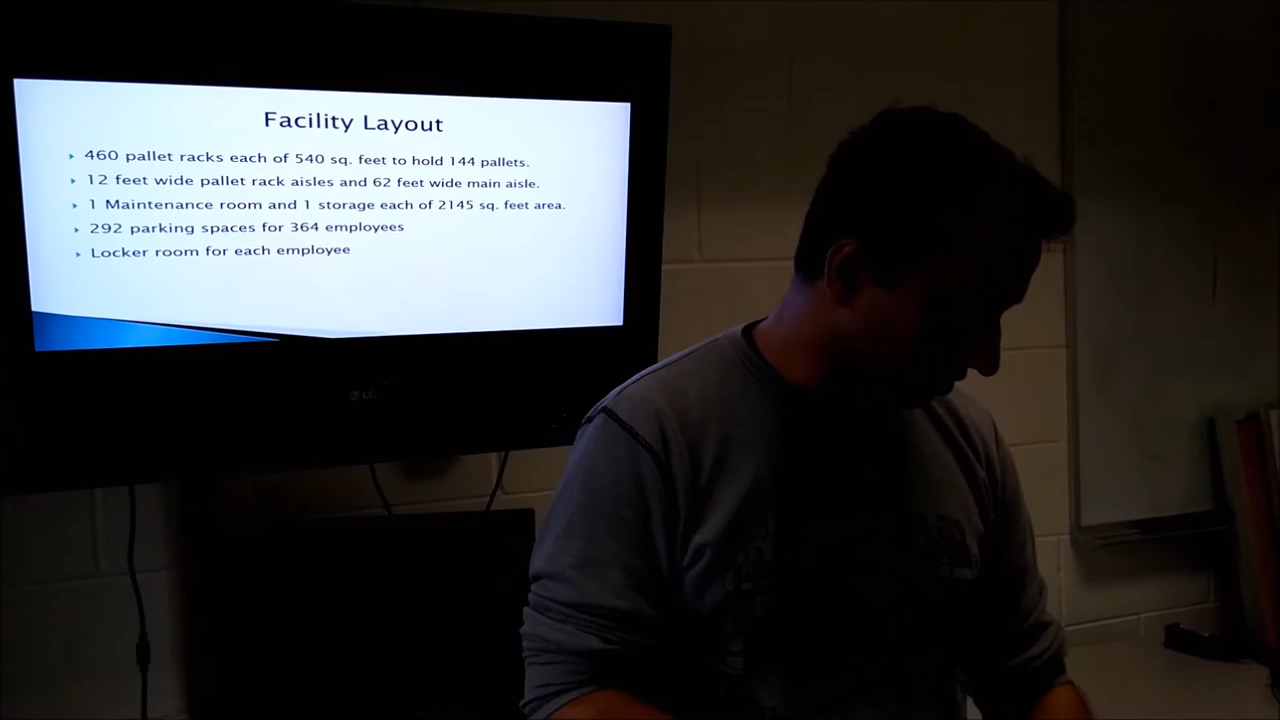 Facility Layout
460 pallet racks each of 540 sq. feet to hold 144 pallets.
12 feet wide pallet rack aisles and 62 feet wide main aisle.
1 Maintenance room and 1 storage each of 2145 sq. feet area.
292 parking spaces for 364 employees
Locker room for each employee
LG